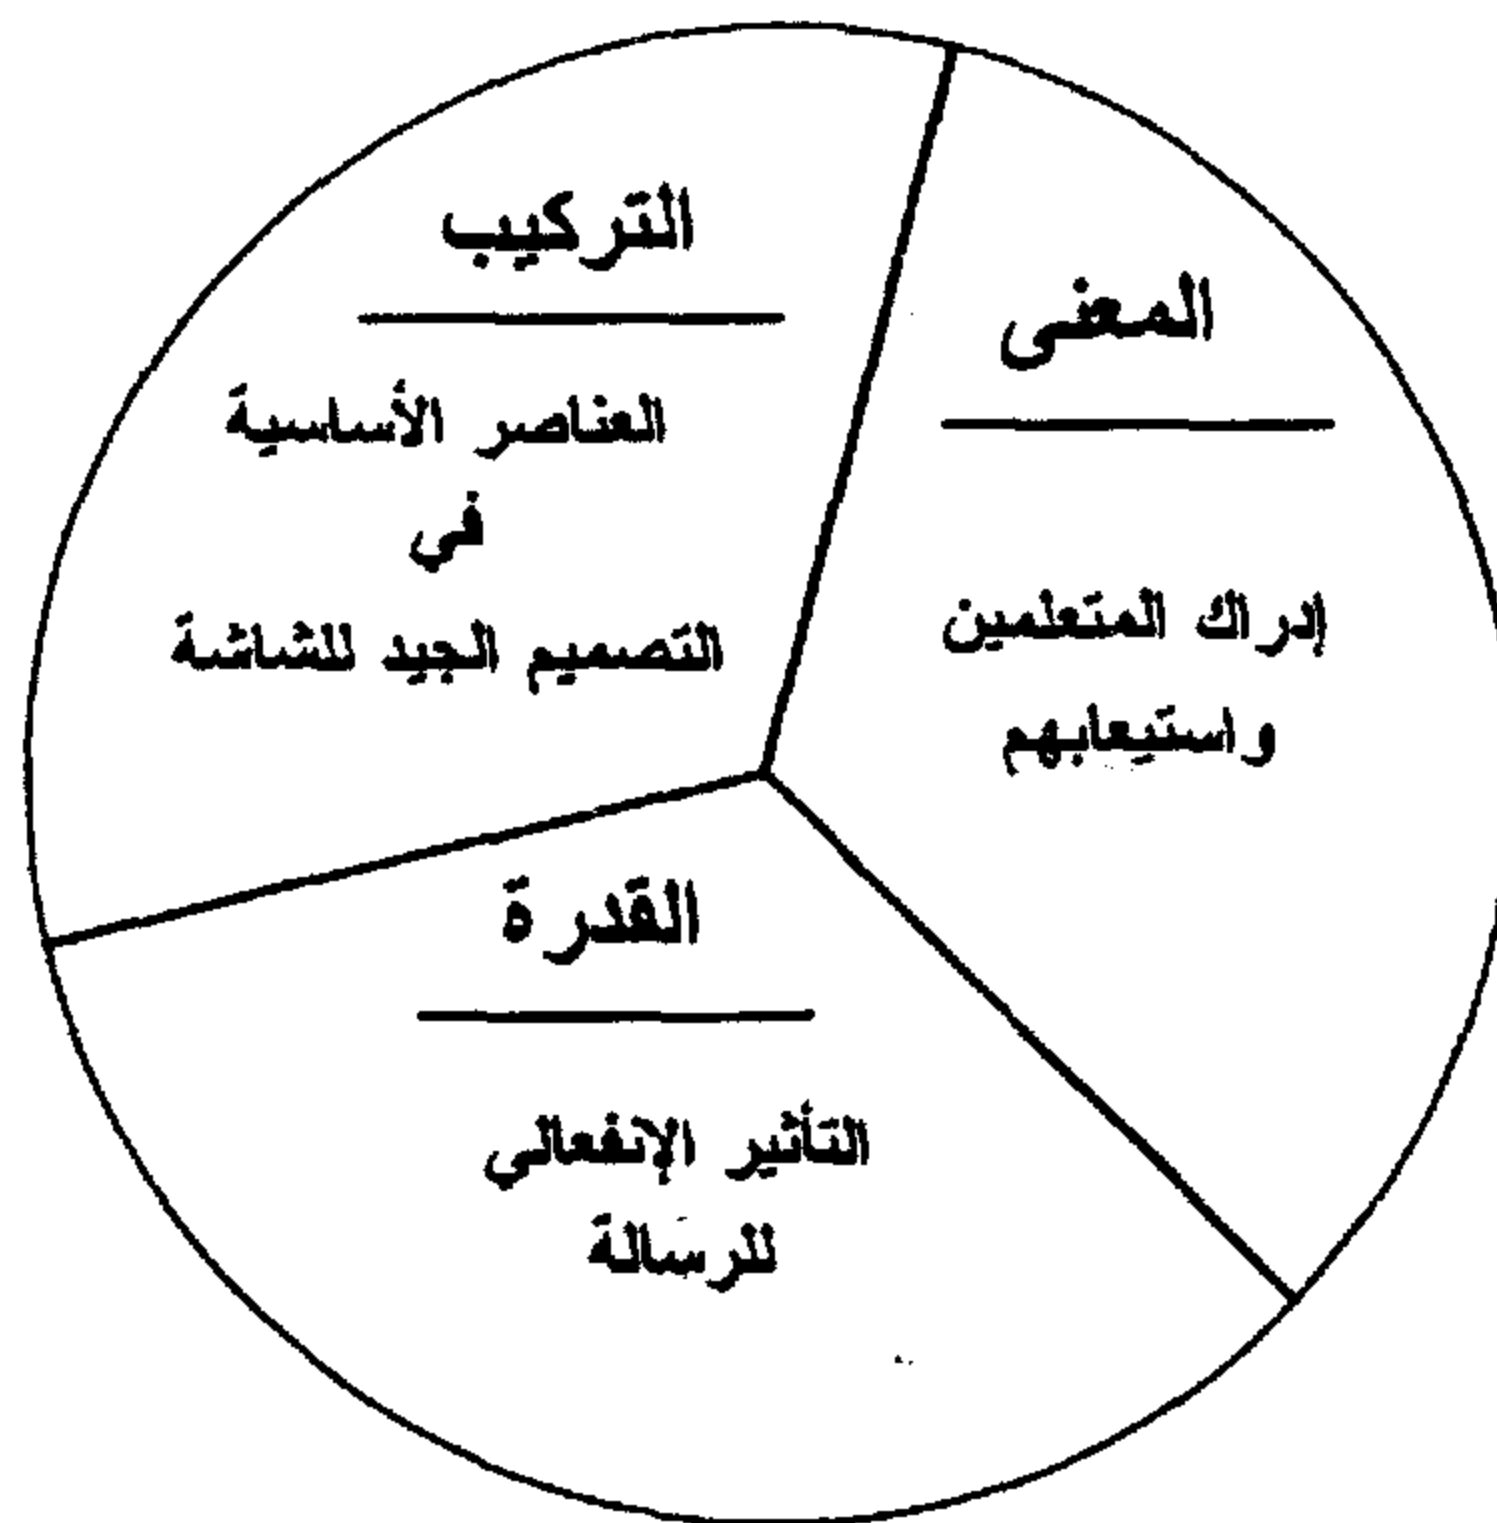 المعنى
إدراك المتعلمين
واستيعابهم
التركيب
العناصر الأساسية
في
التصميم الجيد للشاشة
القدرة
التأثير الإنفعالي
للرسالة